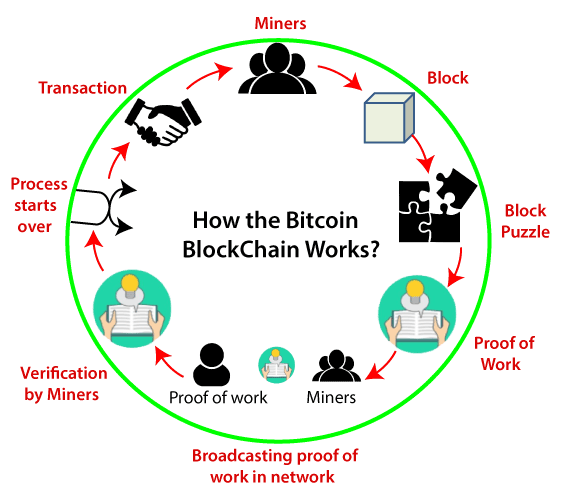 Miners
Transaction
Block
Process
starts
over
How the Bitcoin
BlockChain Works?
Block
Puzzle
Proof of
Work
Verification
by Miners
Proof of work
Miners
Broadcasting proof of
work in network